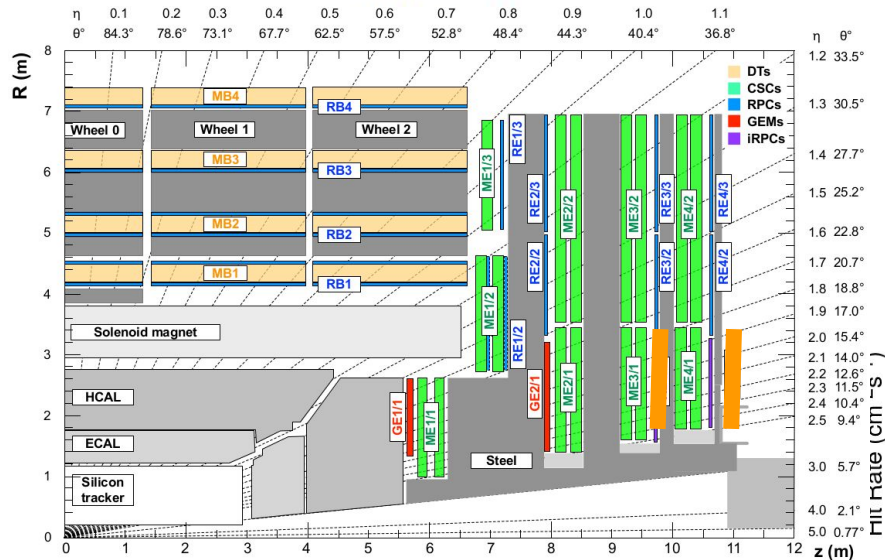 η 0.1 0.2 0.3 0.4 0.5 0.6 0.7 0.8 0.9 1.0 1.1 η θ°
θ° 84.3° 78.6° 73.1° 67.7° 62.5° 57.5° 52.8° 48.4° 44.3° 40.4° 36.8°
R (m)
8
7
6
5
4
3
2
1
0
1.2 33.5°
1.3 30.5°
1.4 27.7°
1.5 25.2°
1.6 22.8°
1.7 20.7°
1.8 18.8°
1.9 17.0°
2.0 15.4°
2.1 14.0°
2.2 12.6°
2.3 11.5°
2.4 10.4°
2.5 9.4°
3.0 5.7°
4.0 2.1°
5.0 0.77°
DTs
CSCs
RPCs
GEMs
iRPCs
MB4
RB4
Wheel 0 Wheel 1 Wheel 2
MB3
RB3
MB2
RB2
MB1
RB1
Solenoid magnet
HCAL
ECAL
Silicon
tracker
Steel
ME1/3
RE1/3
ME1/2
RE1/2
GE1/1
ME1/1
RE2/3
RE2/2
GE2/1
ME2/2
ME2/1
ME3/2
ME3/1
RE3/3
RE3/2
ME4/2
ME4/1
RE4/3
RE4/2
0 1 2 3 4 5 6 7 8 9 10 11 12
z (m)
Hit Rate